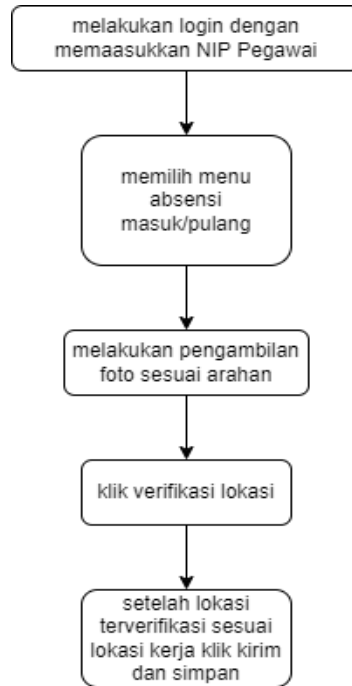 melakukan login dengan
memaasukkan NIP Pegawai
memilih menu
absensi
masuk/pulang
melakukan pengambilan
foto sesuai arahan
klik verifikasi lokasi
setelah lokasi
terverifikasi sesuai
lokasi kerja klik kirim
dan simpan